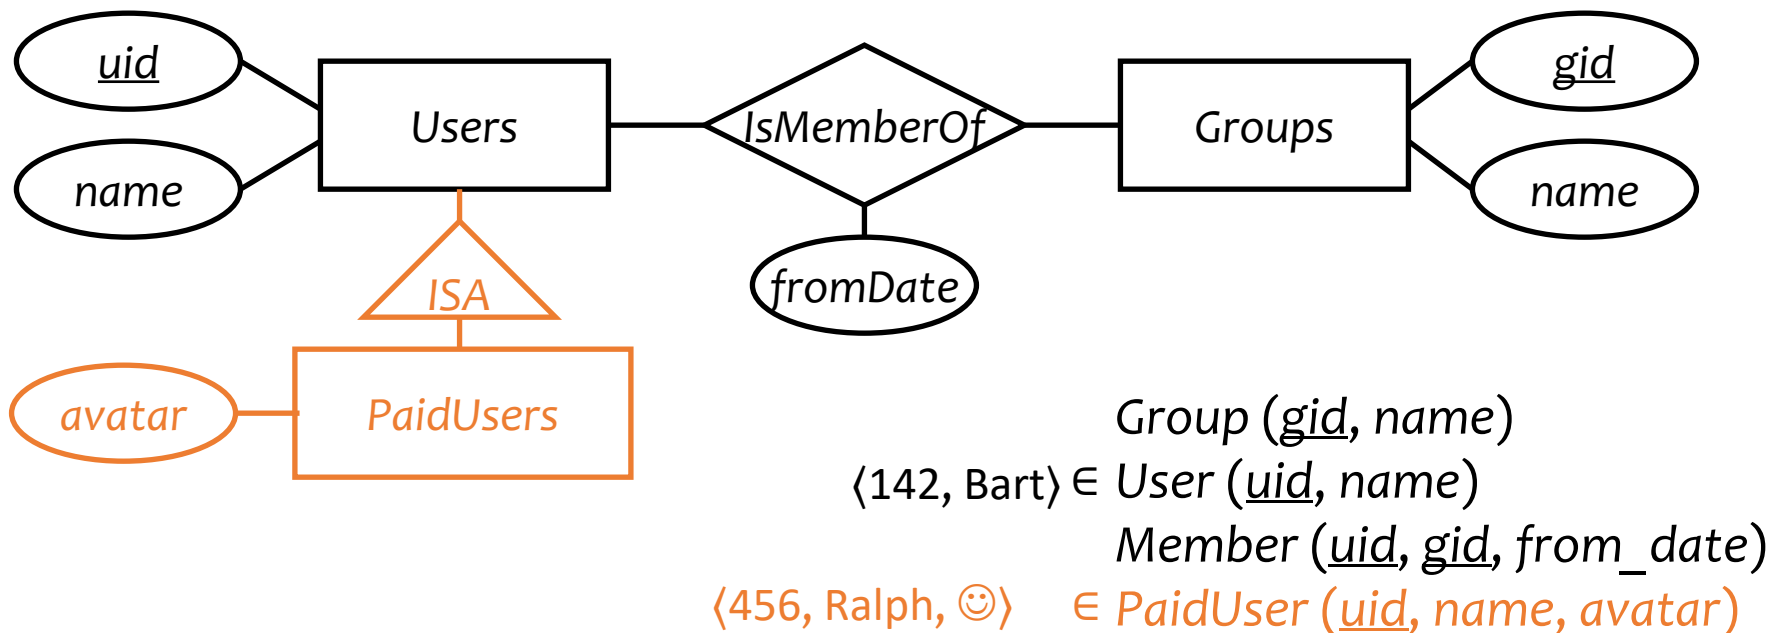 uid
name
Users
IsMemberOf
fromDate
Groups
gid
name
ISA
avatar
PaidUsers
Group (gid, name)
⟨142, Bart⟩ ∈ User (uid, name)
Member (uid, gid, from_date)
⟨456, Ralph, ☺⟩ ∈ PaidUser (uid, name, avatar)